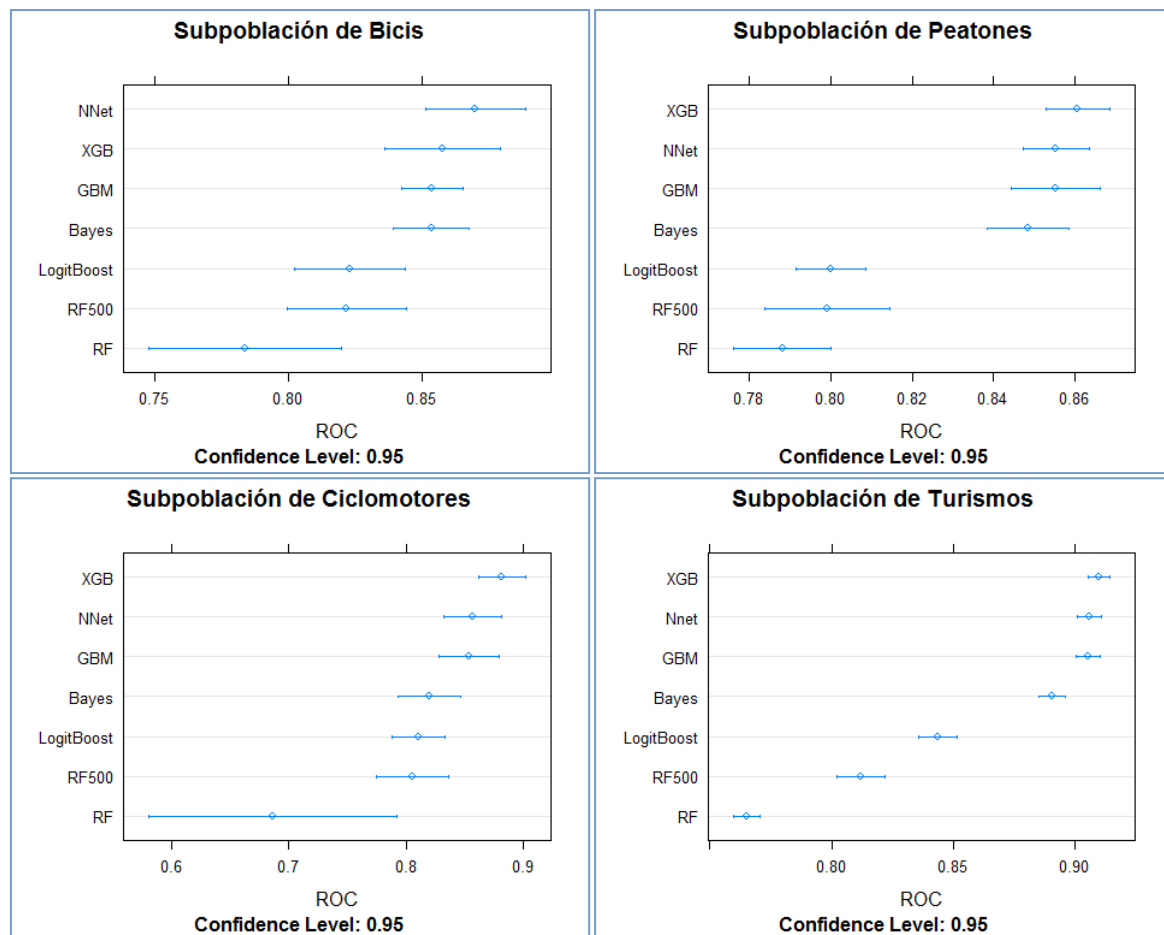 Subpoblación de Bicis
NNet
XGB
GBM
Bayes
LogitBoost
RF500
RF
0.75 0.80 0.85
ROC
Confidence Level: 0.95
Subpoblación de Peatones
XGB
NNet
GBM
Bayes
LogitBoost
RF500
RF
0.78 0.80 0.82 0.84 0.86
ROC
Confidence Level: 0.95
Subpoblación de Ciclomotores
XGB
NNet
GBM
Bayes
LogitBoost
RF500
RF
0.6 0.7 0.8 0.9
ROC
Confidence Level: 0.95
Subpoblación de Turismos
XGB
Nnet
GBM
Bayes
LogitBoost
RF500
RF
0.80 0.85 0.90
ROC
Confidence Level: 0.95